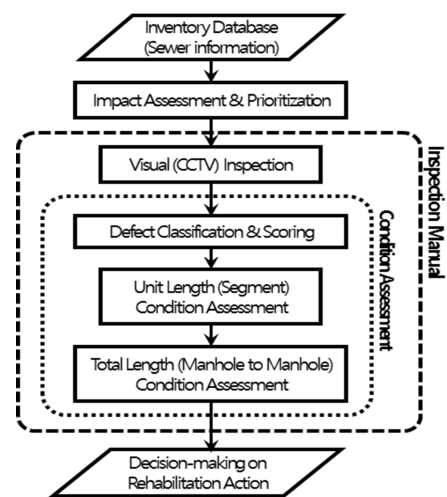 Inventory Database
(Sewer information)
Impact Assessment & Prioritization
Visual (CCTV) Inspection
Defect Classification & Scoring
Unit Length (Segment)
Condition Assessment
Total Length (Manhole to Manhole)
Condition Assessment
Condition Assessment
Inspection Manual
Decision-making on
Rehabilitation Action